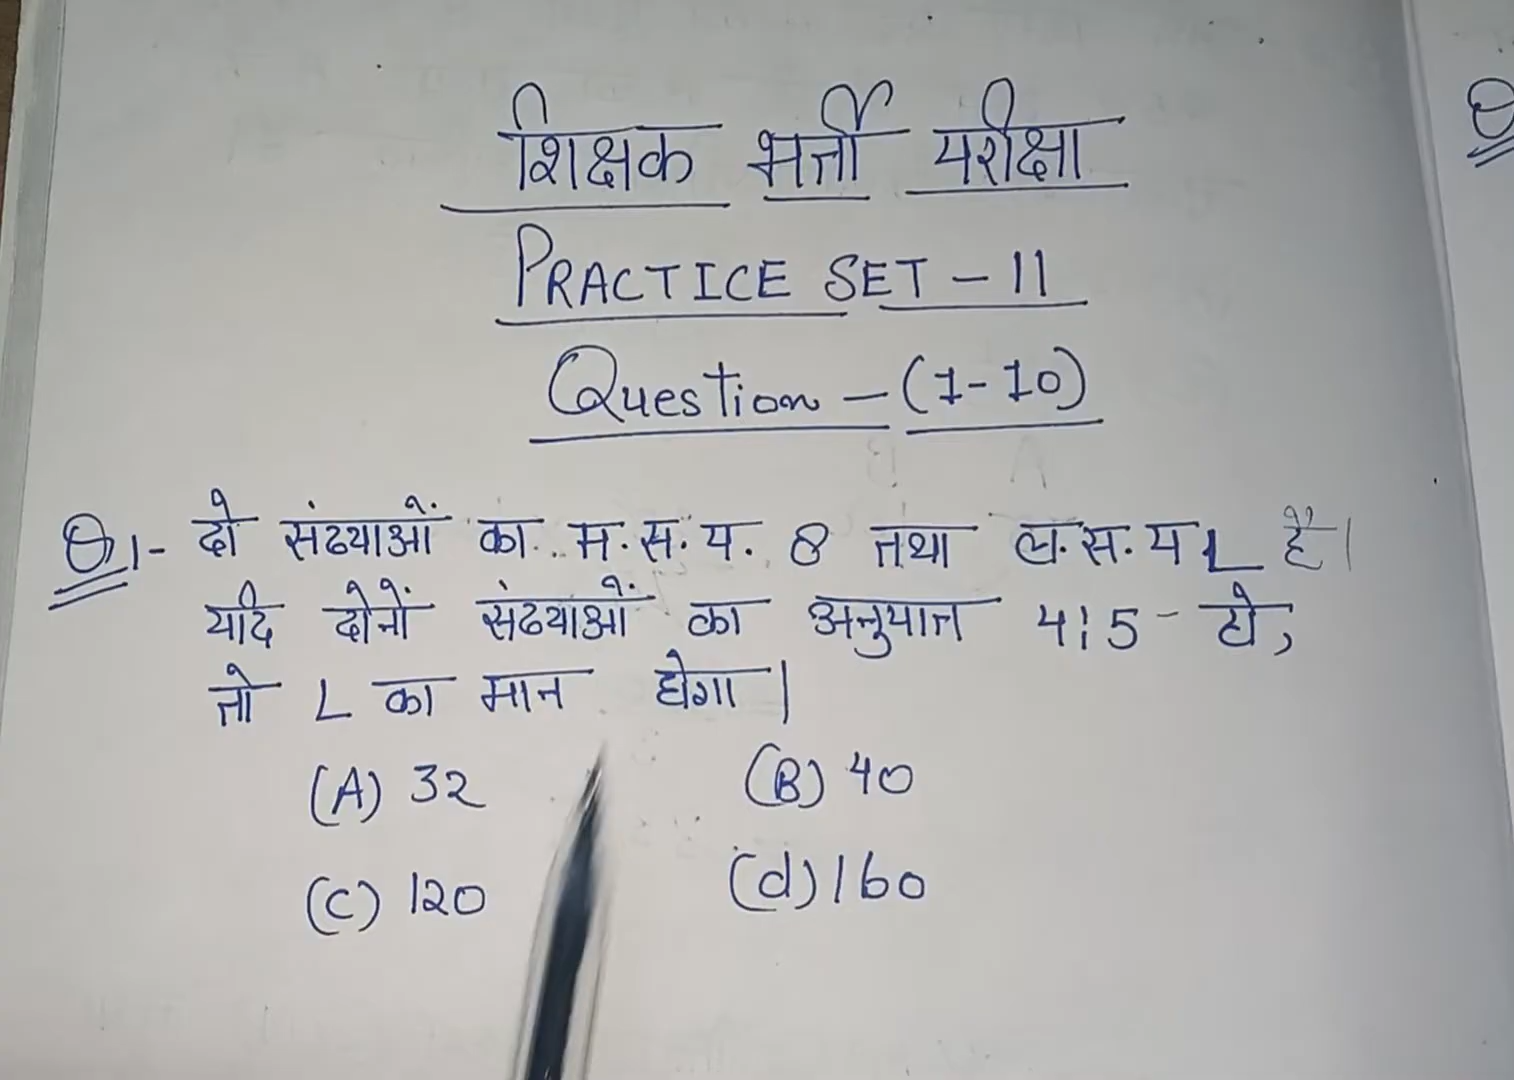 शिक्षक भर्ती परीक्षा
PRACTICE SET - 11
Question - (1-10)
Q.1- दो संख्याओं का म.स.प. 8 तथा ल.स.प L है।
यदि दोनों संख्याओं का अनुपात 4:5 हो,
तो L का मान होगा।
(A) 32 (B) 40
(C) 120 (d) 160